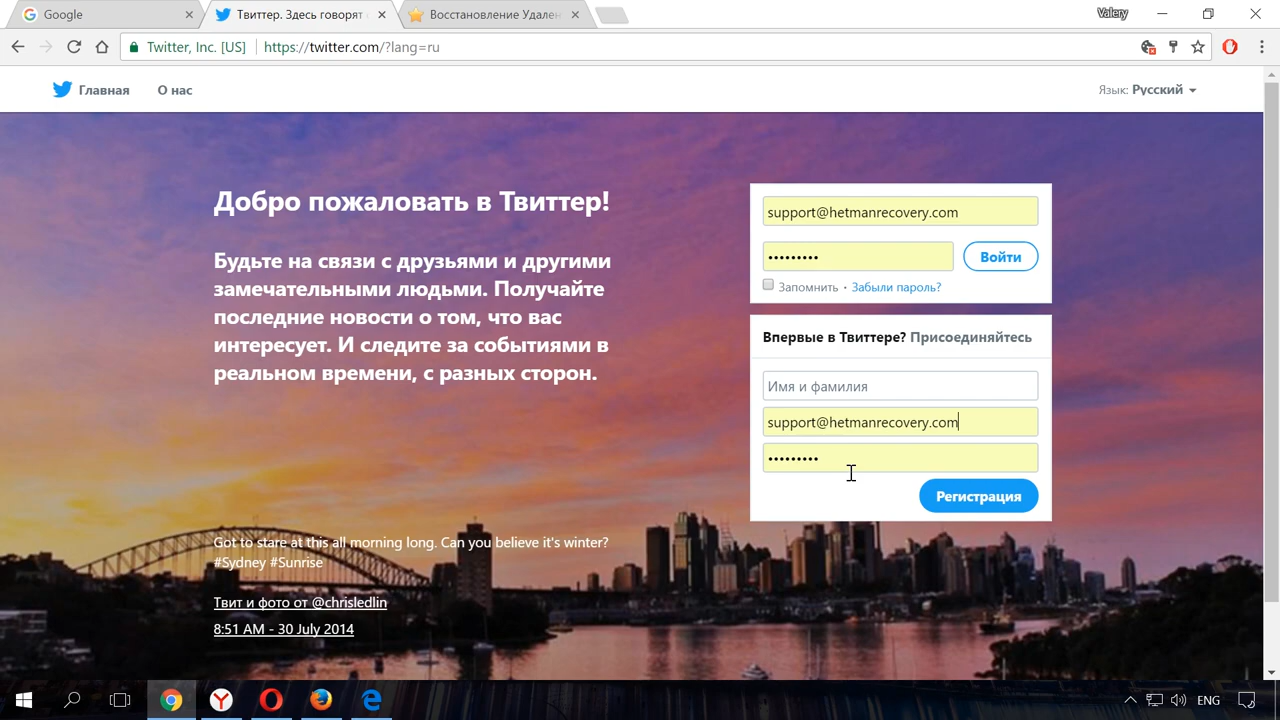 Google
Твиттер. Здесь говорят
Восстановление Удален
Valery
Twitter, Inc. [US]
https://twitter.com/?lang=ru
Главная
О нас
Язык: Русский
Добро пожаловать в Твиттер!
Будьте на связи с друзьями и другими
замечательными людьми. Получайте
последние новости о том, что вас
интересует. И следите за событиями в
реальном времени, с разных сторон.
support@hetmanrecovery.com
•••••••••
Войти
Запомнить · Забыли пароль?
Впервые в Твиттере? Присоединяйтесь
Имя и фамилия
support@hetmanrecovery.com
•••••••••
Регистрация
Got to stare at this all morning long. Can you believe it's winter?
#Sydney #Sunrise
Твит и фото от @chrisledlin
8:51 AM - 30 July 2014
ENG